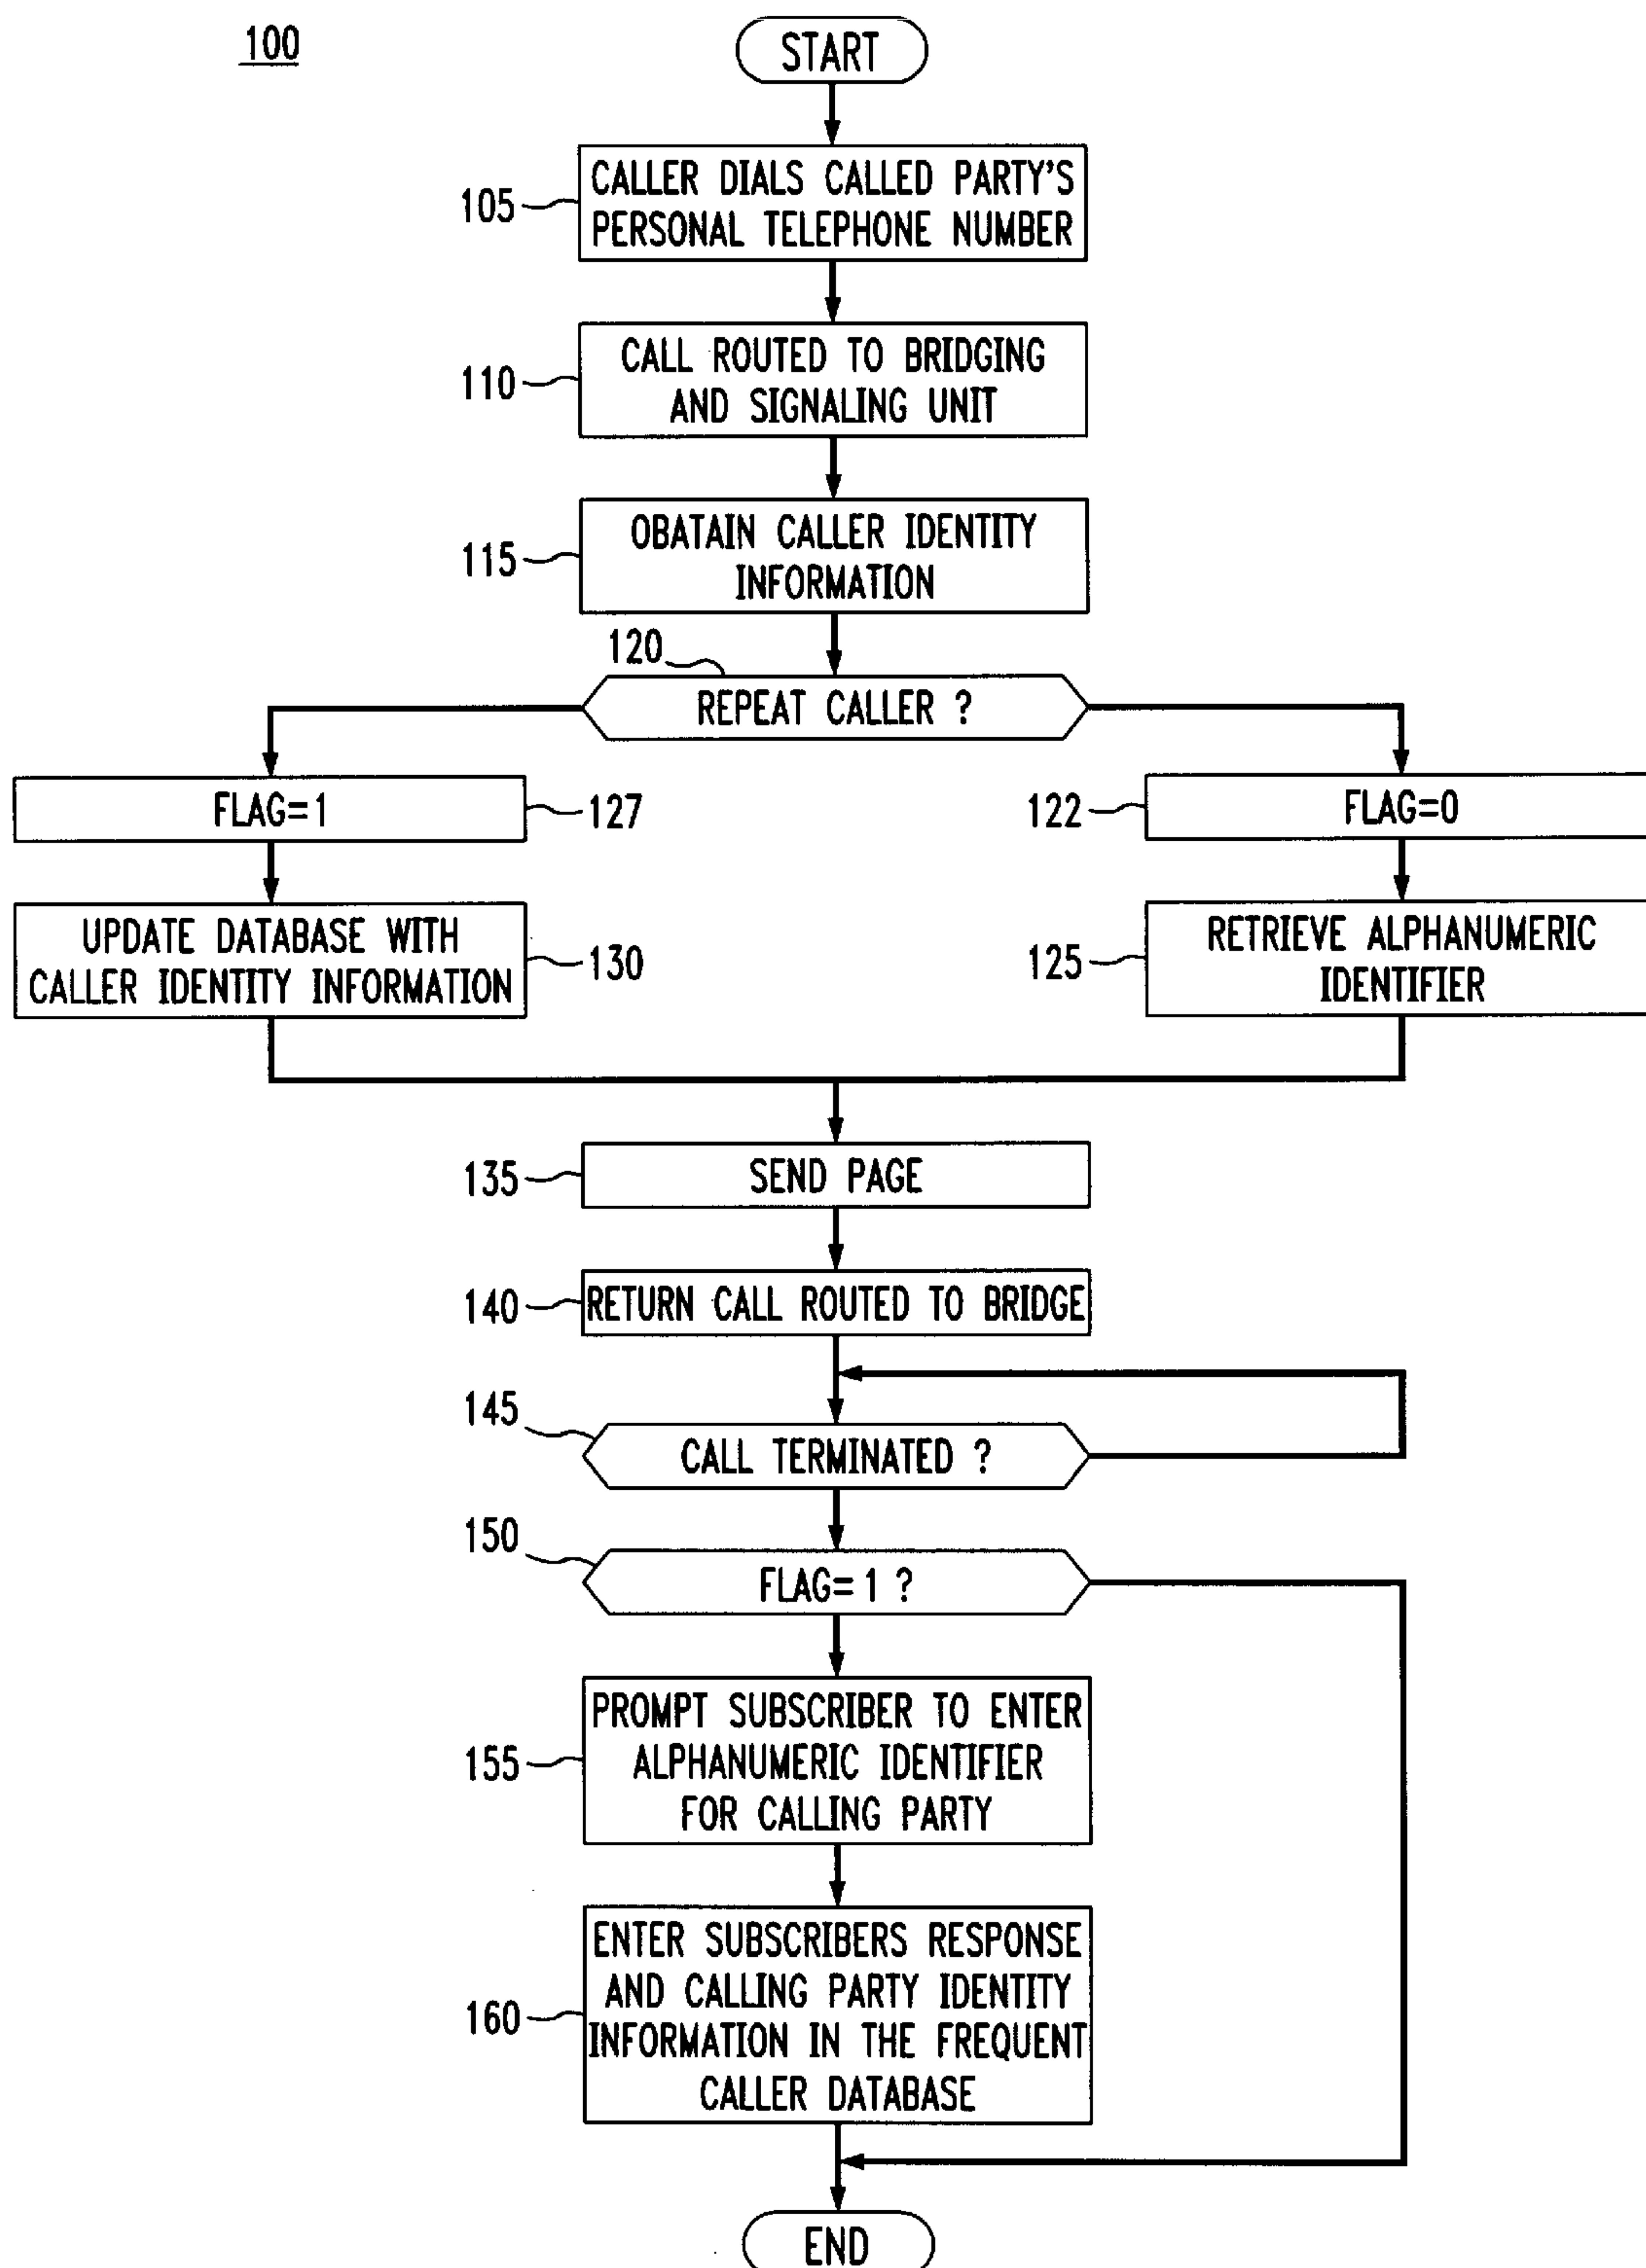 100
START
105
CALLER DIALS CALLED PARTY'S
PERSONAL TELEPHONE NUMBER
110
CALL ROUTED TO BRIDGING
AND SIGNALING UNIT
115
OBATAIN CALLER IDENTITY
INFORMATION
120
REPEAT CALLER ?
FLAG=1
127
122
FLAG=0
UPDATE DATABASE WITH
CALLER IDENTITY INFORMATION
130
125
RETRIEVE ALPHANUMERIC
IDENTIFIER
135
SEND PAGE
140
RETURN CALL ROUTED TO BRIDGE
145
CALL TERMINATED ?
150
FLAG=1 ?
155
PROMPT SUBSCRIBER TO ENTER
ALPHANUMERIC IDENTIFIER
FOR CALLING PARTY
160
ENTER SUBSCRIBERS RESPONSE
AND CALLING PARTY IDENTITY
INFORMATION IN THE FREQUENT
CALLER DATABASE
END